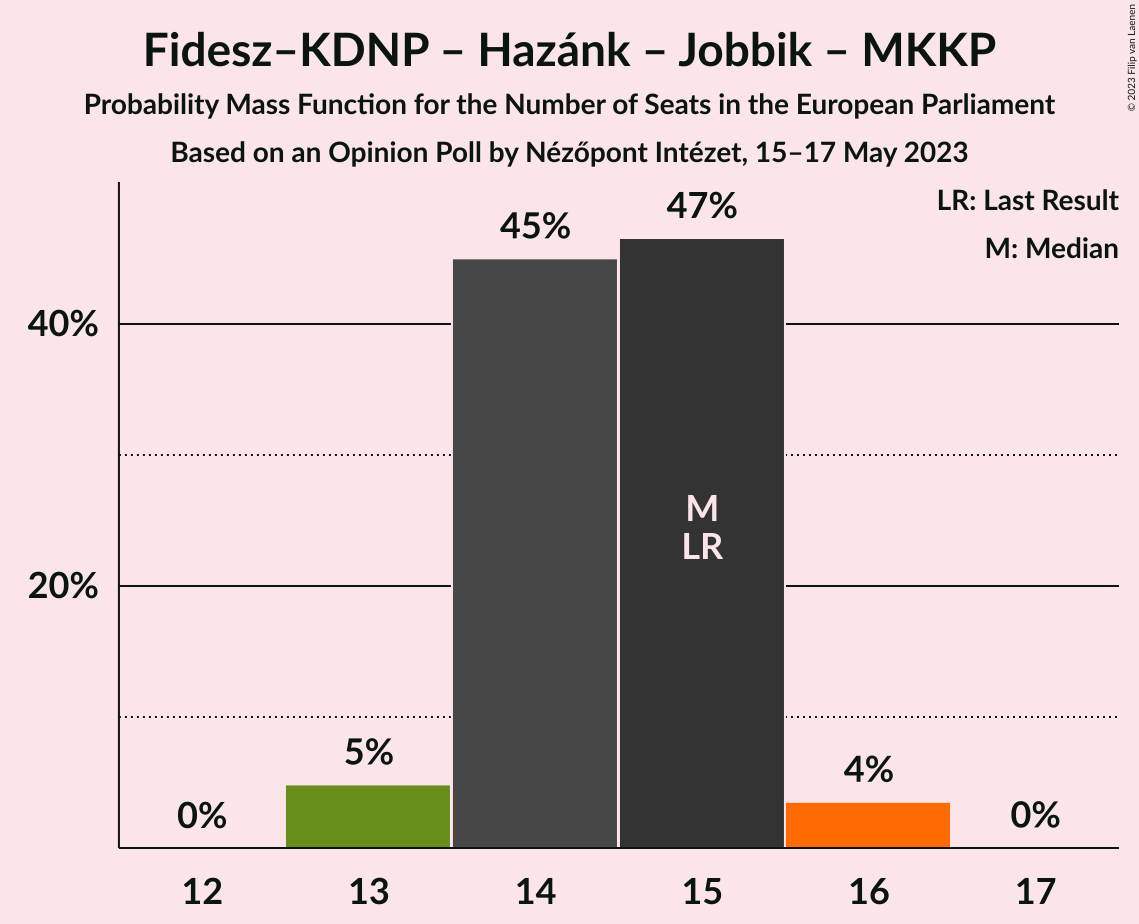 Fidesz–KDNP – Hazánk – Jobbik – MKKP
Probability Mass Function for the Number of Seats in the European Parliament
Based on an Opinion Poll by Nézőpont Intézet, 15–17 May 2023
© 2023 Filip van Laenen
LR: Last Result
M: Median
40%
20%
0%
5%
45%
47%
4%
0%
M
LR
12
13
14
15
16
17